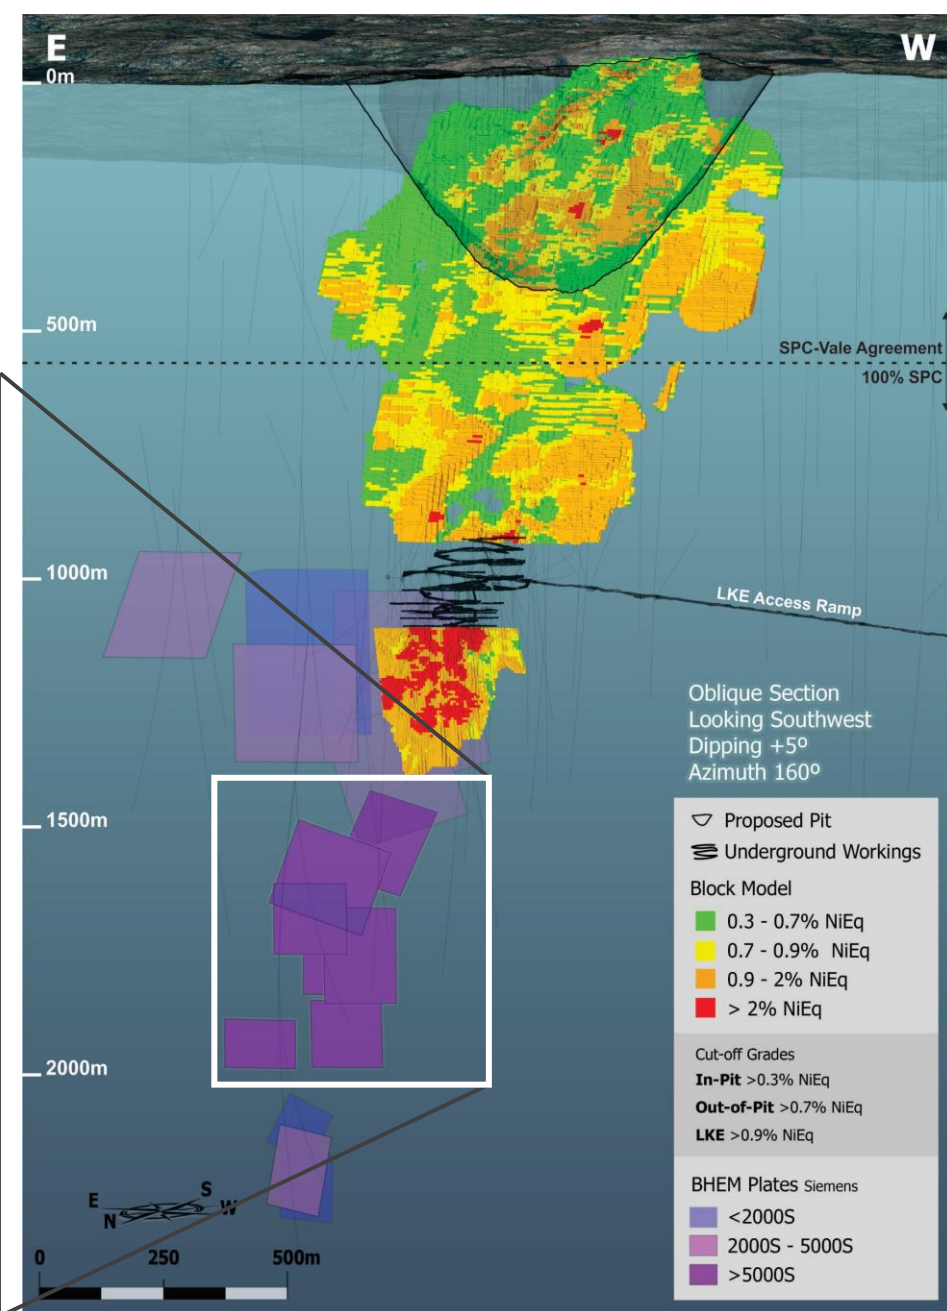 E
W
0m
500m
SPC-Vale Agreement
100% SPC
1000m
LKE Access Ramp
Oblique Section
Looking Southwest
Dipping +5º
Azimuth 160º
1500m
Proposed Pit
Underground Workings
Block Model
0.3 - 0.7% NiEq
0.7 - 0.9% NiEq
0.9 - 2% NiEq
> 2% NiEq
Cut-off Grades
In-Pit >0.3% NiEq
Out-of-Pit >0.7% NiEq
LKE >0.9% NiEq
2000m
BHEM Plates Siemens
<2000S
2000S - 5000S
>5000S
E
S
N
W
0
250
500m